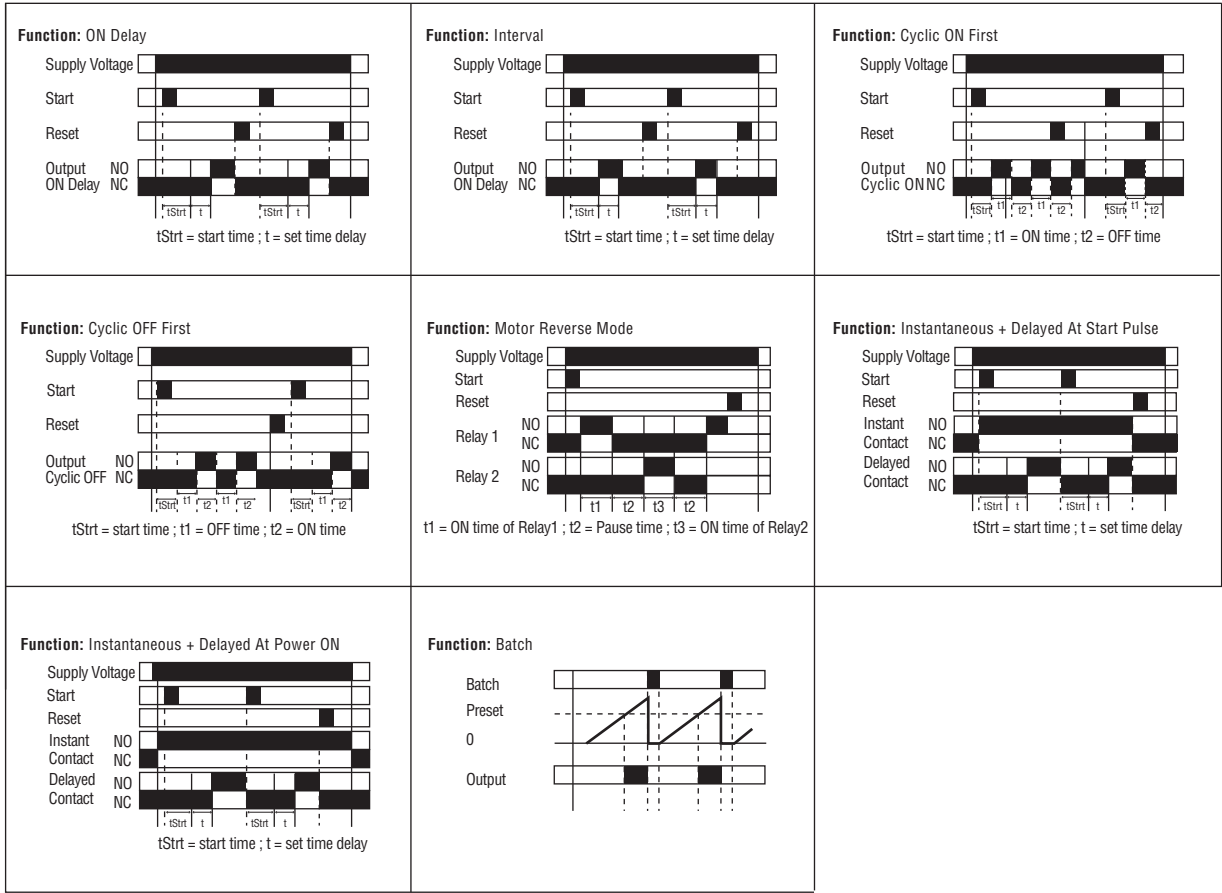 Function: ON Delay
Supply Voltage
Start
Reset
Output NO
ON Delay NC
tStrt t tStrt t
tStrt = start time ; t = set time delay
Function: Interval
Supply Voltage
Start
Reset
Output NO
ON Delay NC
tStrt t tStrt t
tStrt = start time ; t = set time delay
Function: Cyclic ON First
Supply Voltage
Start
Reset
Output NO
Cyclic ON NC
tStrt t1 t2 t1 t2 tStrt t1 t2
tStrt = start time ; t1 = ON time ; t2 = OFF time
Function: Cyclic OFF First
Supply Voltage
Start
Reset
Output NO
Cyclic OFF NC
tStrt t1 t2 t1 t2 tStrt t1 t2
tStrt = start time ; t1 = OFF time ; t2 = ON time
Function: Motor Reverse Mode
Supply Voltage
Start
Reset
Relay 1 NO
NC
Relay 2 NO
NC
t1 t2 t3 t2
t1 = ON time of Relay1 ; t2 = Pause time ; t3 = ON time of Relay2
Function: Instantaneous + Delayed At Start Pulse
Supply Voltage
Start
Reset
Instant NO
Contact NC
Delayed NO
Contact NC
tStrt t tStrt t
tStrt = start time ; t = set time delay
Function: Instantaneous + Delayed At Power ON
Supply Voltage
Start
Reset
Instant NO
Contact NC
Delayed NO
Contact NC
tStrt t tStrt t
tStrt = start time ; t = set time delay
Function: Batch
Batch
Preset
0
Output